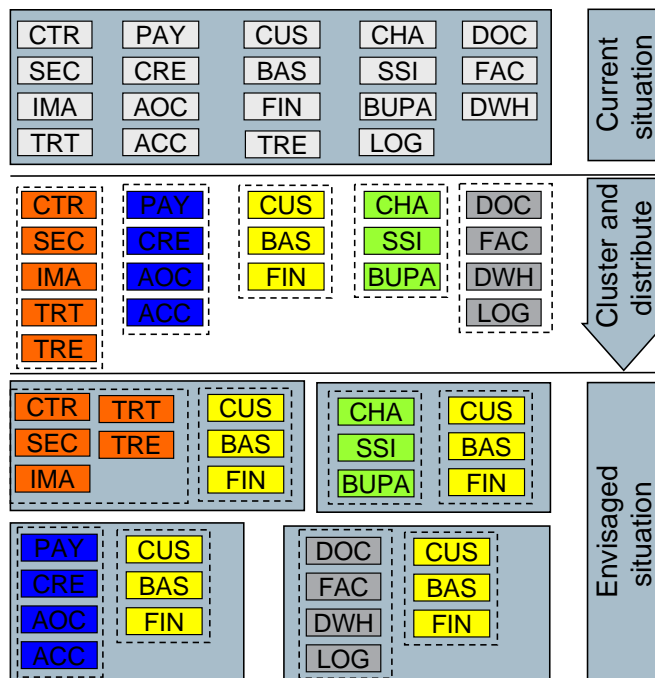 CTR PAY CUS CHA DOC
SEC CRE BAS SSI FAC
IMA AOC FIN BUPA DWH
TRT ACC TRE LOG
Current
situation
CTR PAY CUS CHA DOC
SEC CRE BAS SSI FAC
IMA AOC FIN BUPA DWH
TRT ACC LOG
TRE
Cluster and
distribute
CTR TRT CUS CHA CUS
SEC TRE BAS SSI BAS
IMA FIN BUPA FIN
PAY CUS DOC CUS
CRE BAS FAC BAS
AOC FIN DWH FIN
ACC LOG
Envisaged
situation